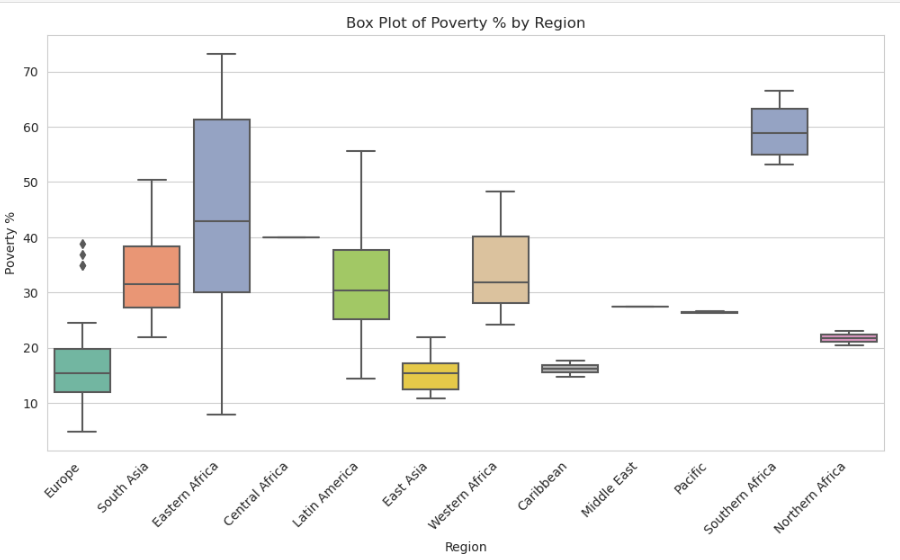 Box Plot of Poverty % by Region
Poverty %
70
60
50
40
30
20
10
Europe
South Asia
Eastern Africa
Central Africa
Latin America
East Asia
Western Africa
Caribbean
Middle East
Pacific
Southern Africa
Northern Africa
Region